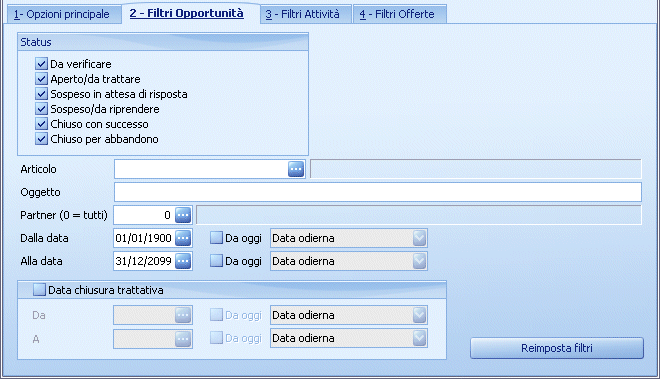 1- Opzioni principale 2 - Filtri Opportunità 3 - Filtri Attività 4 - Filtri Offerte
Status
Da verificare
Aperto/da trattare
Sospeso in attesa di risposta
Sospeso/da riprendere
Chiuso con successo
Chiuso per abbandono
Articolo
Oggetto
Partner (0 = tutti) 0
Dalla data 01/01/1900 Da oggi Data odierna
Alla data 31/12/2099 Da oggi Data odierna
Data chiusura trattativa
Da Da oggi Data odierna
A Da oggi Data odierna
Reimposta filtri